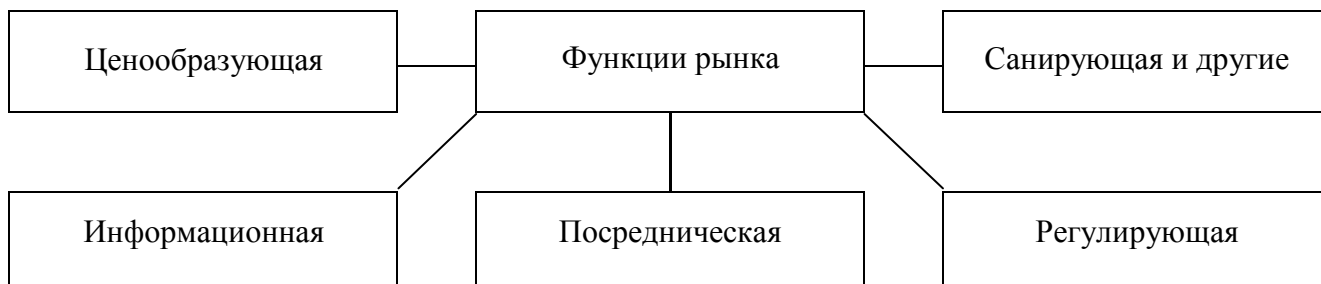 Ценообразующая
Функции рынка
Санирующая и другие
Информационная
Посредническая
Регулирующая